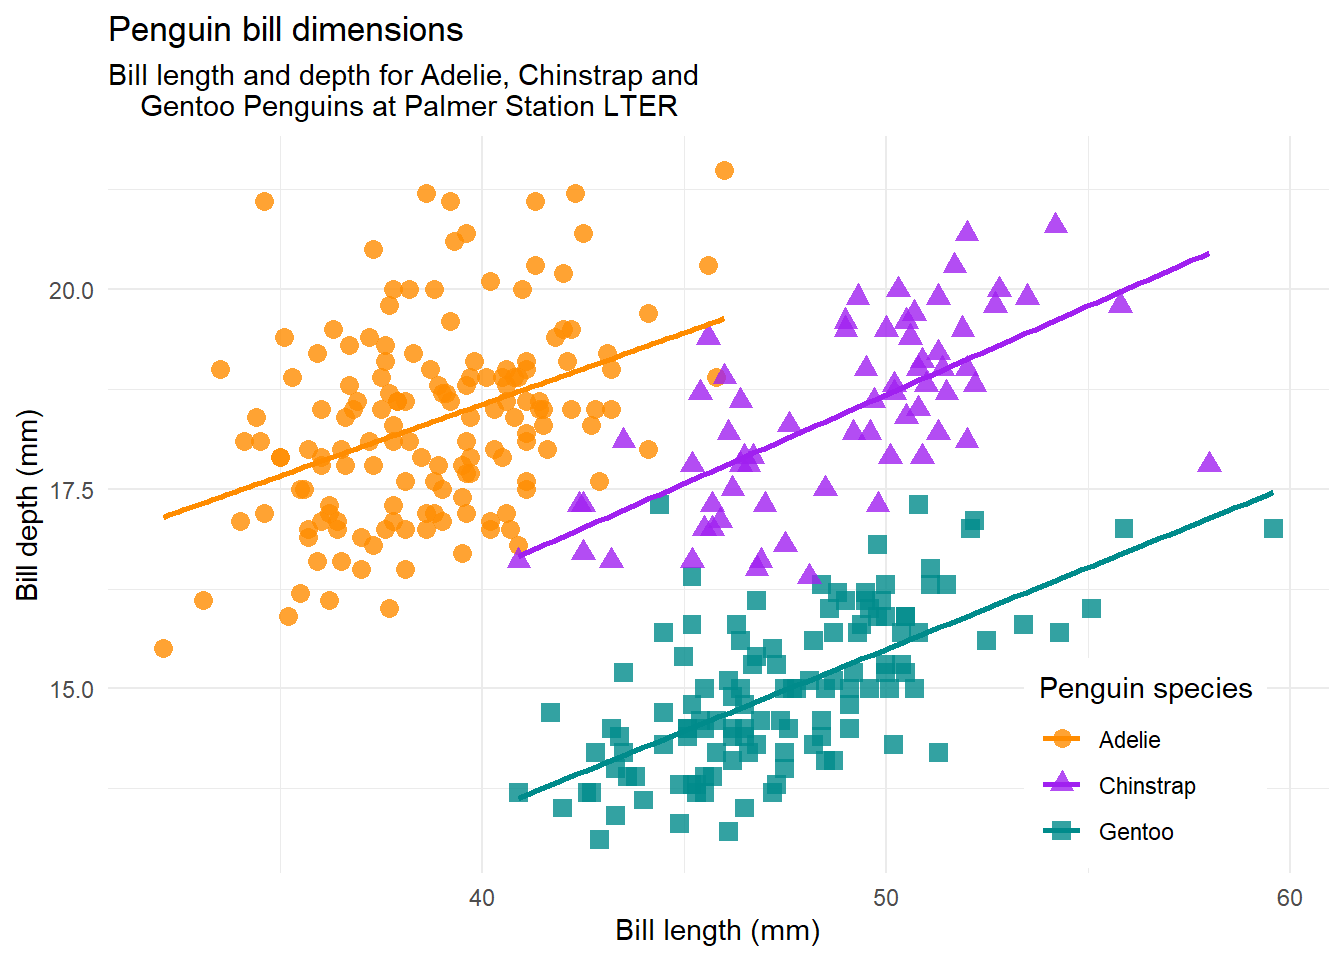 Penguin bill dimensions
Bill length and depth for Adelie, Chinstrap and
Gentoo Penguins at Palmer Station LTER
20.0
17.5
15.0
Bill depth (mm)
Penguin species
Adelie
Chinstrap
Gentoo
40
50
60
Bill length (mm)